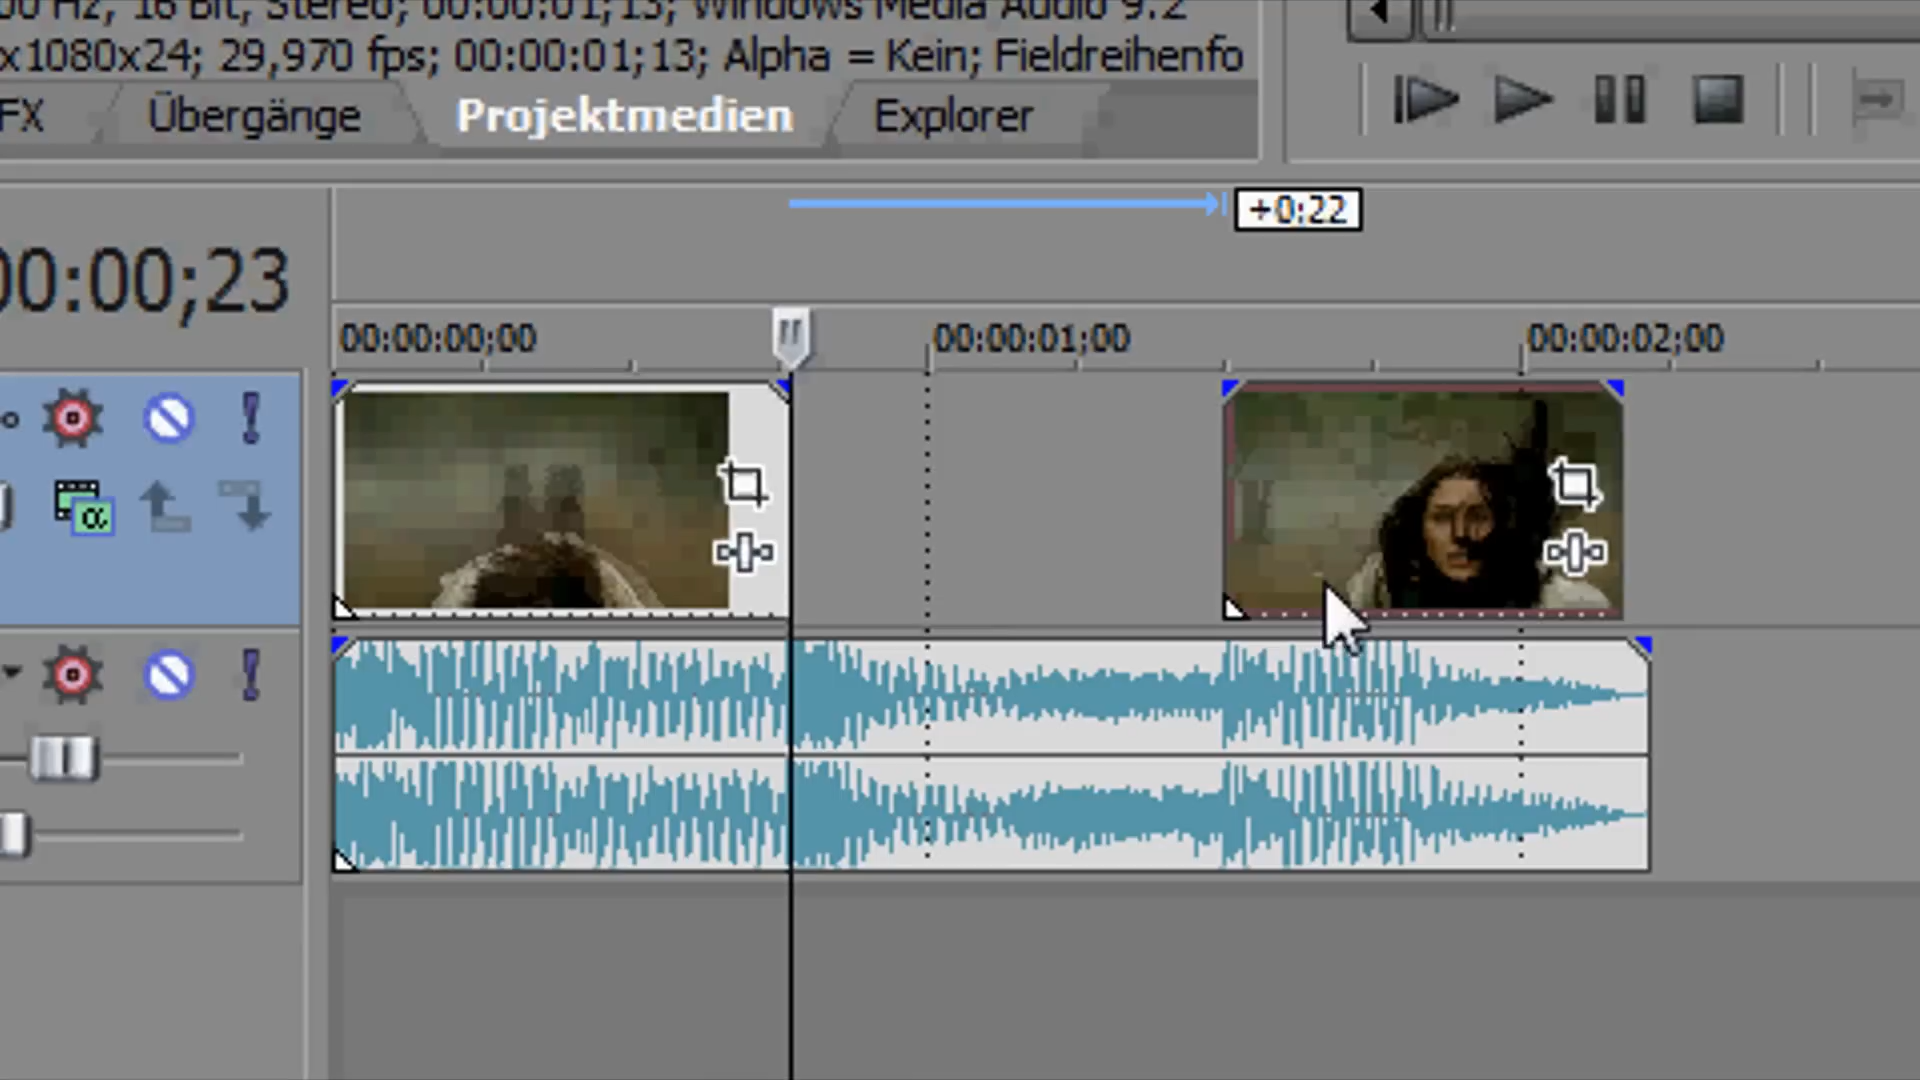 00 Hz, 16 Bit, Stereo; 00:00:01;13; Windows Media Audio 9.2
x1080x24; 29,970 fps; 00:00:01;13; Alpha = Kein; Fieldreihenfo
FX Übergänge Projektmedien Explorer
+0;22
00:00;23
00:00:00;00 00:00:01;00 00:00:02;00